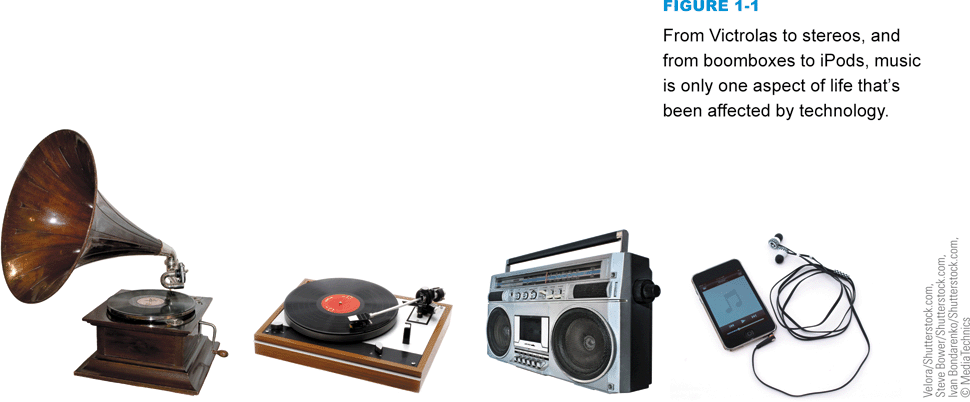 FIGURE 1-1
From Victrolas to stereos, and
from boomboxes to iPods, music
is only one aspect of life that's
been affected by technology.
Velora/Shutterstock.com,
Steve Bower/Shutterstock.com,
Ivan Bondarenko/Shutterstock.com,
© MediaTechnics